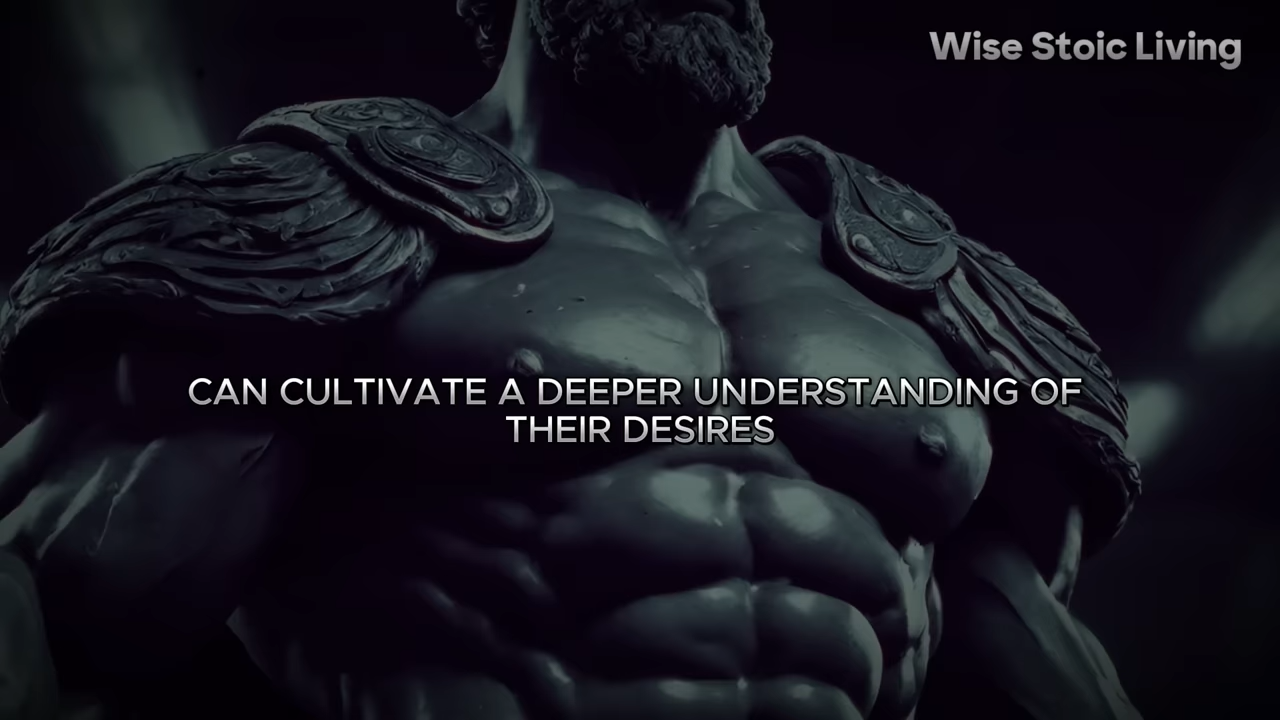 Wise Stoic Living
CAN CULTIVATE A DEEPER UNDERSTANDING OF
THEIR DESIRES